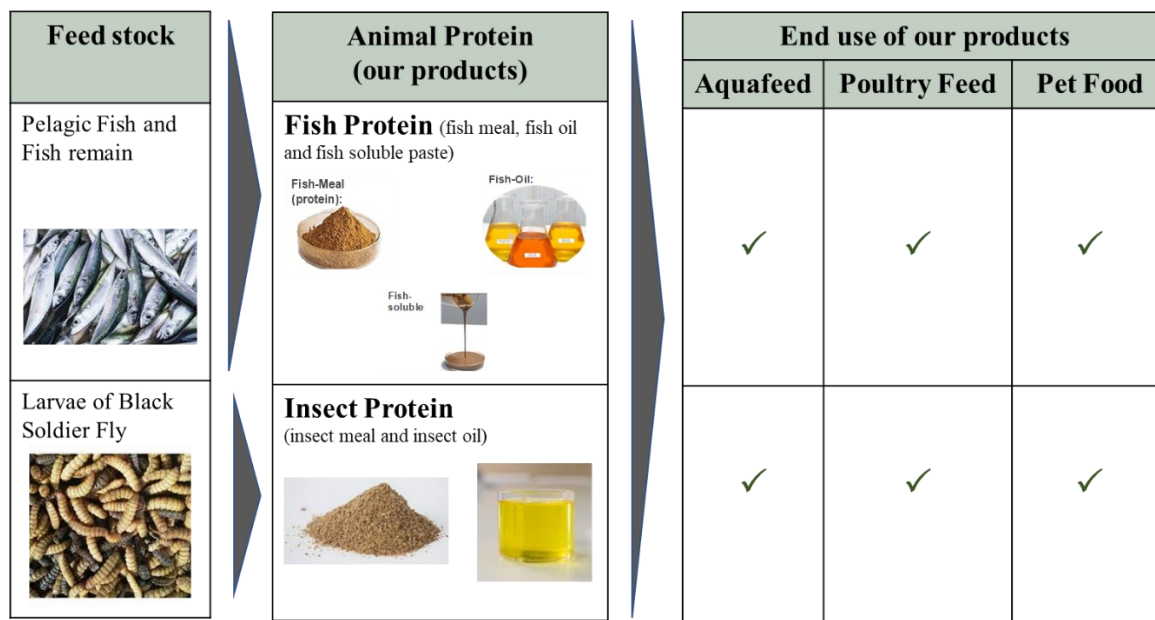 Feed stock
Animal Protein
(our products)
End use of our products
Aquafeed
Poultry Feed
Pet Food
Pelagic Fish and
Fish remain
Fish Protein (fish meal, fish oil
and fish soluble paste)
Fish-Meal
(protein):
Fish-Oil:
Fish-
soluble
Larvae of Black
Soldier Fly
Insect Protein
(insect meal and insect oil)